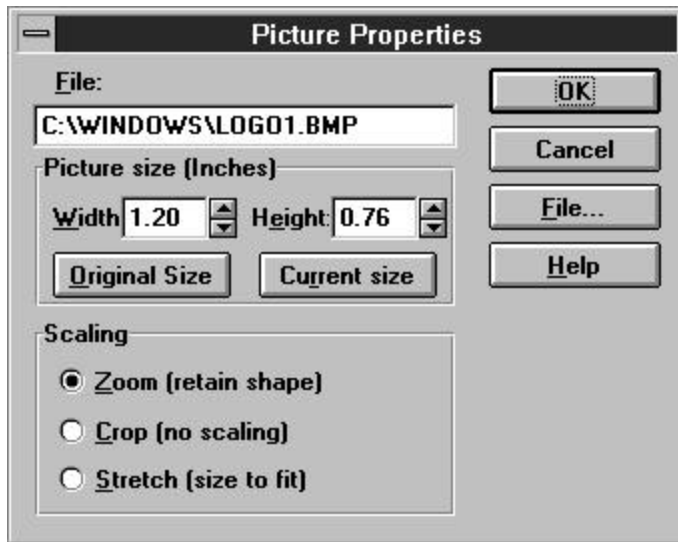 Picture Properties
File:
C:\WINDOWS\LOGO1.BMP
OK
Cancel
File...
Help
Picture size (Inches)
Width 1.20 Height: 0.76
Original Size Current size
Scaling
Zoom (retain shape)
Crop (no scaling)
Stretch (size to fit)